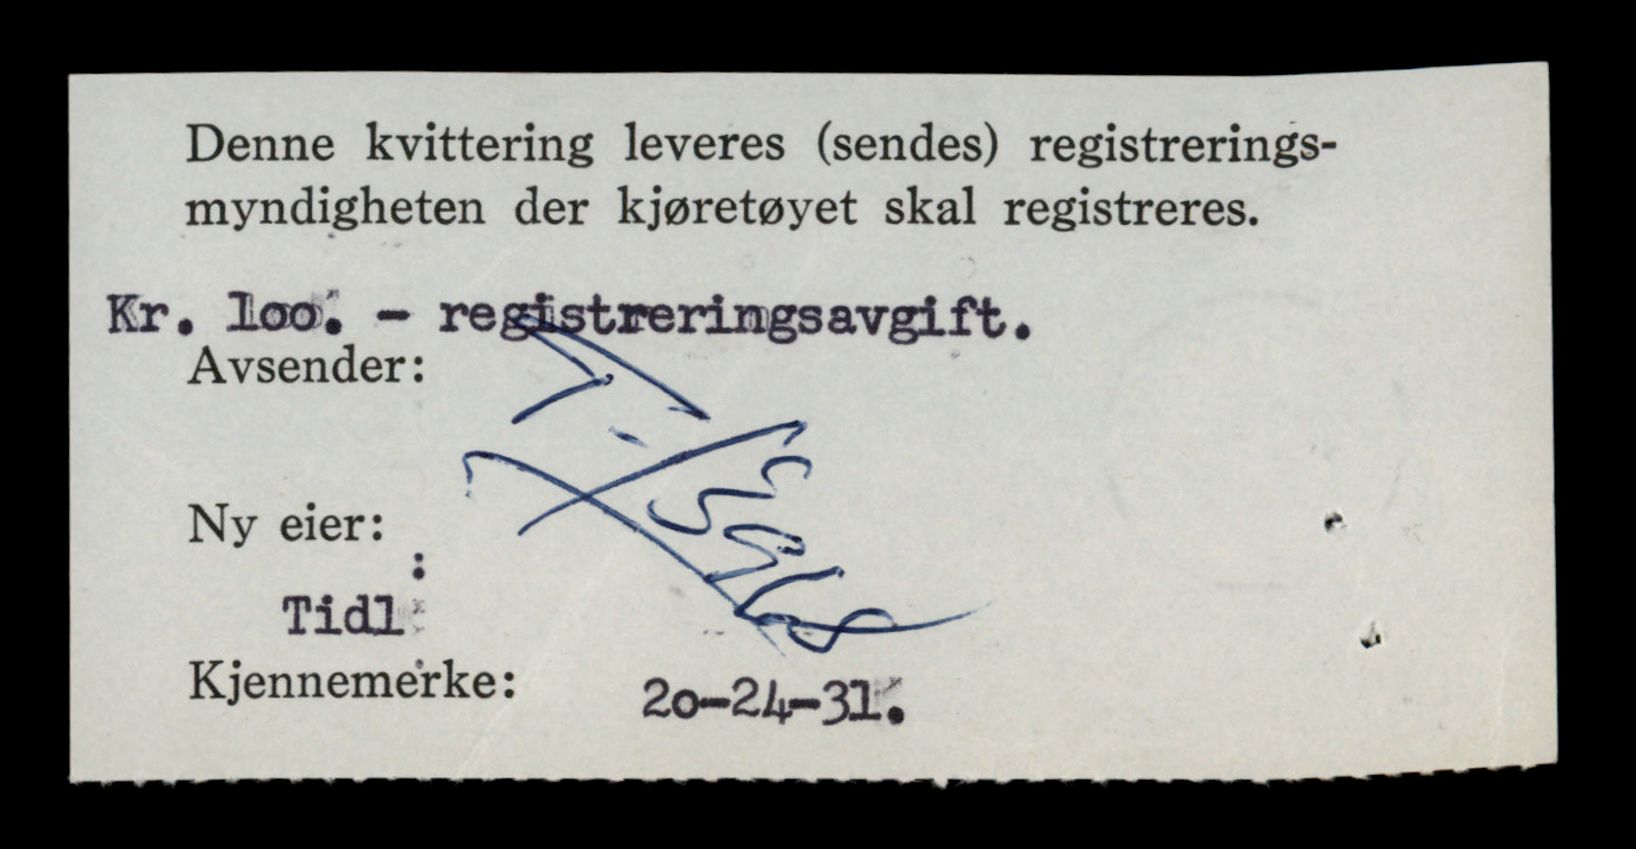 Denne kvittering leveres (sendes) registrerings-
myndigheten der kjøretøyet skal registreres.
Kr. loo. - registreringsavgift.
Avsender:
Ny eier:
:
Tidl
Kjennemerke: 2o-24-31.